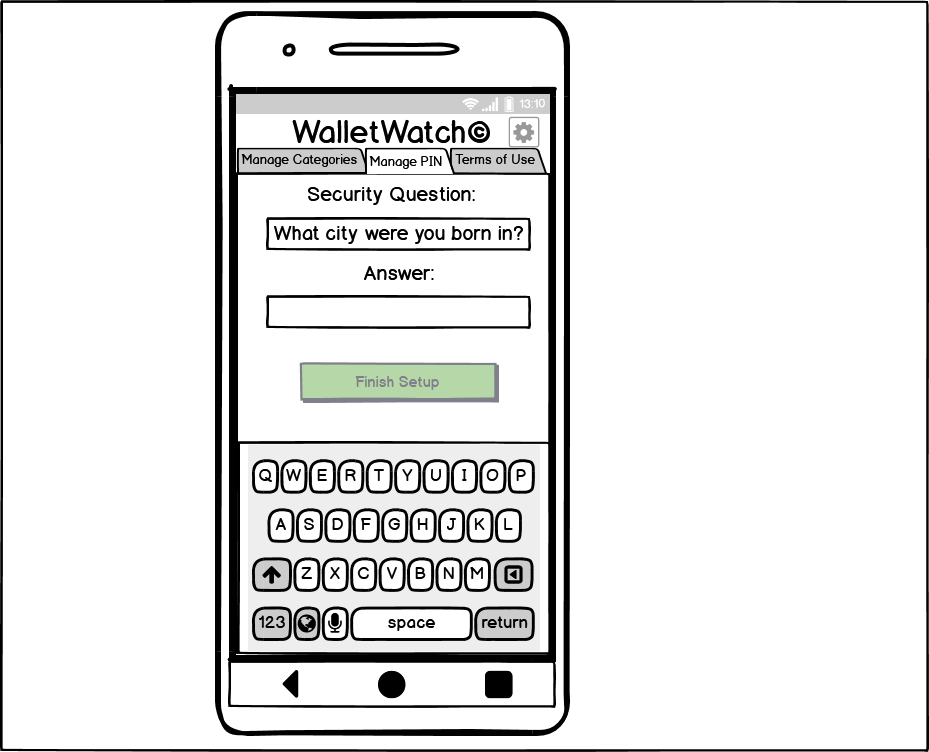 13:10
WalletWatch©
Manage Categories Manage PIN Terms of Use
Security Question:
What city were you born in?
Answer:
Finish Setup
Q W E R T Y U I O P
A S D F G H J K L
Z X C V B N M
123 space return